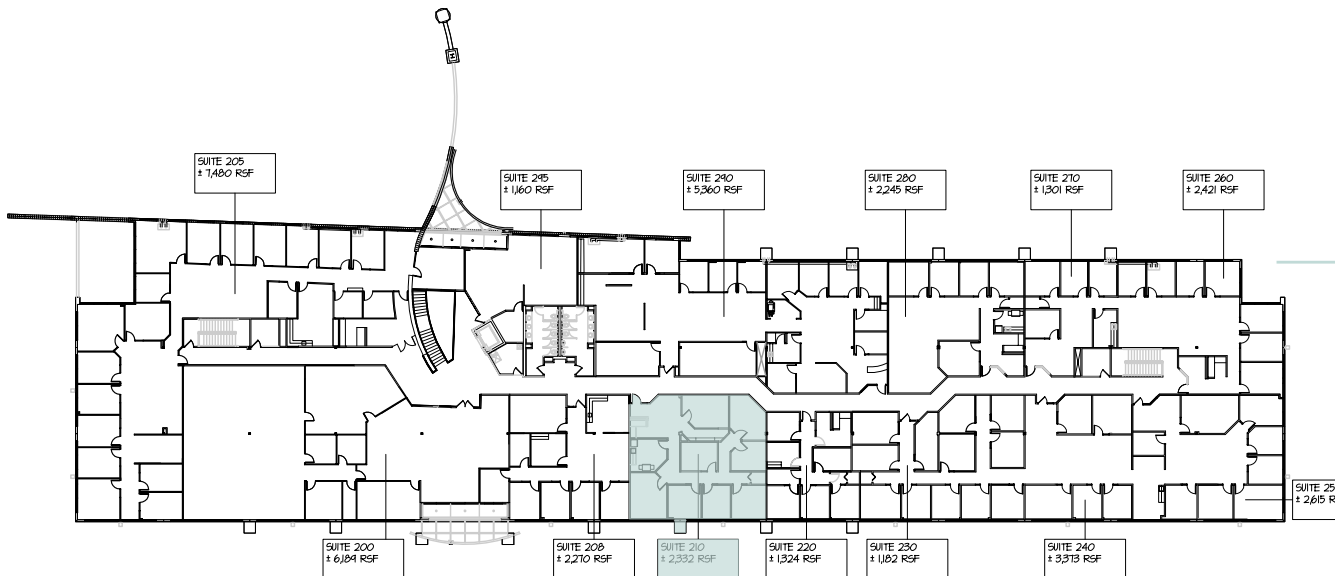 SUITE 205
± 7,480 RSF
SUITE 295
± 1,160 RSF
SUITE 290
± 5,360 RSF
SUITE 280
± 2,245 RSF
SUITE 270
± 1,301 RSF
SUITE 260
± 2,421 RSF
SUITE 25
± 2,615 R
SUITE 200
± 6,189 RSF
SUITE 208
± 2,270 RSF
SUITE 210
± 2,332 RSF
SUITE 220
± 1,324 RSF
SUITE 230
± 1,182 RSF
SUITE 240
± 3,373 RSF